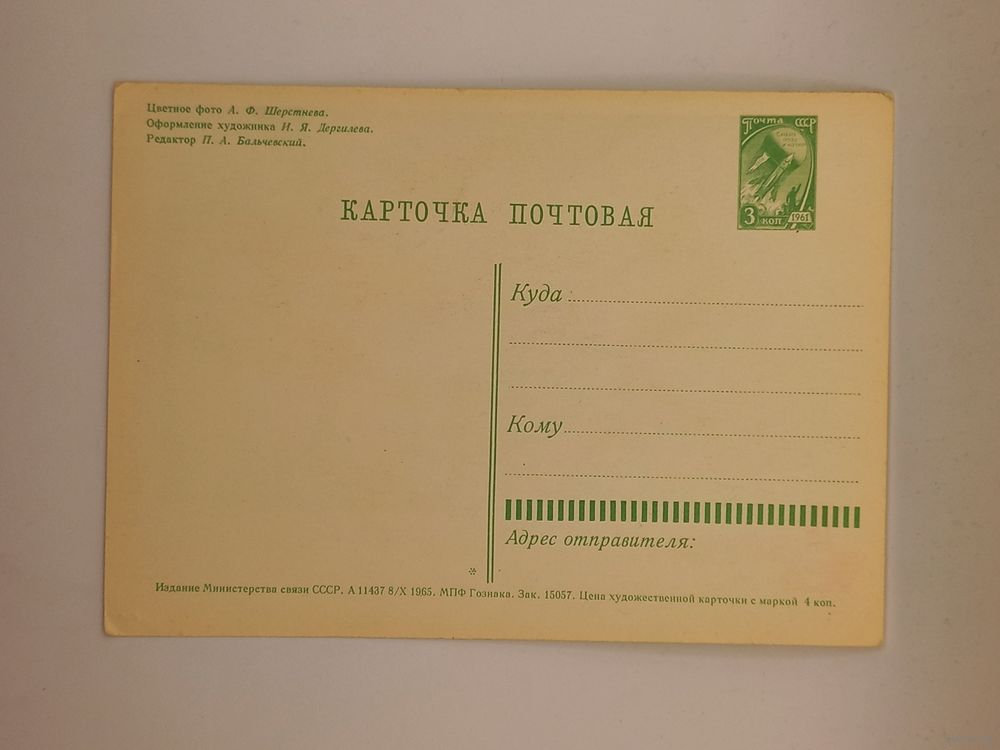 Цветное фото А. Ф. Шерстнева.
Оформление художника И. Я. Дергилева.
Редактор П. А. Бальчевский.
Почта СССР
3 коп 1961
КАРТОЧКА ПОЧТОВАЯ
Куда
Кому
Адрес отправителя:
Издание Министерства связи СССР. А 11437 8/X 1965. МПФ Гознака. Зак. 15057. Цена художественной карточки с маркой 4 коп.